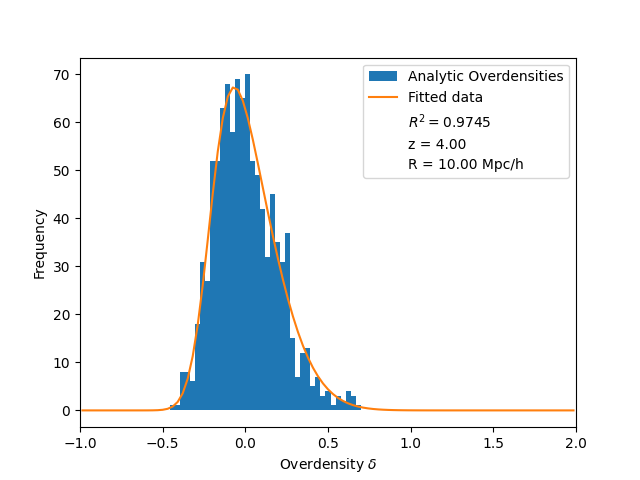 Analytic Overdensities
Fitted data
R² = 0.9745
z = 4.00
R = 10.00 Mpc/h
70
60
50
40
30
20
10
0
Frequency
−1.0 −0.5 0.0 0.5 1.0 1.5 2.0
Overdensity δ